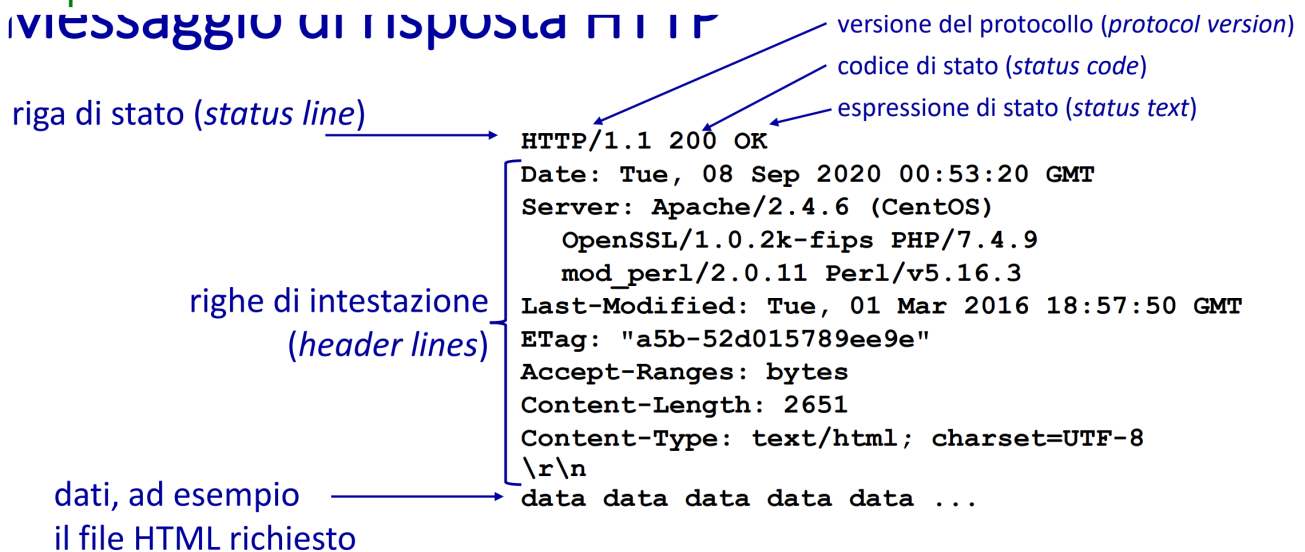 Messaggio di risposta HTTP
versione del protocollo (protocol version)
codice di stato (status code)
espressione di stato (status text)
riga di stato (status line)
HTTP/1.1 200 OK
Date: Tue, 08 Sep 2020 00:53:20 GMT
Server: Apache/2.4.6 (CentOS)
OpenSSL/1.0.2k-fips PHP/7.4.9
mod_perl/2.0.11 Perl/v5.16.3
righe di intestazione
(header lines)
Last-Modified: Tue, 01 Mar 2016 18:57:50 GMT
ETag: "a5b-52d015789ee9e"
Accept-Ranges: bytes
Content-Length: 2651
Content-Type: text/html; charset=UTF-8
\r\n
dati, ad esempio
il file HTML richiesto
data data data data data ...